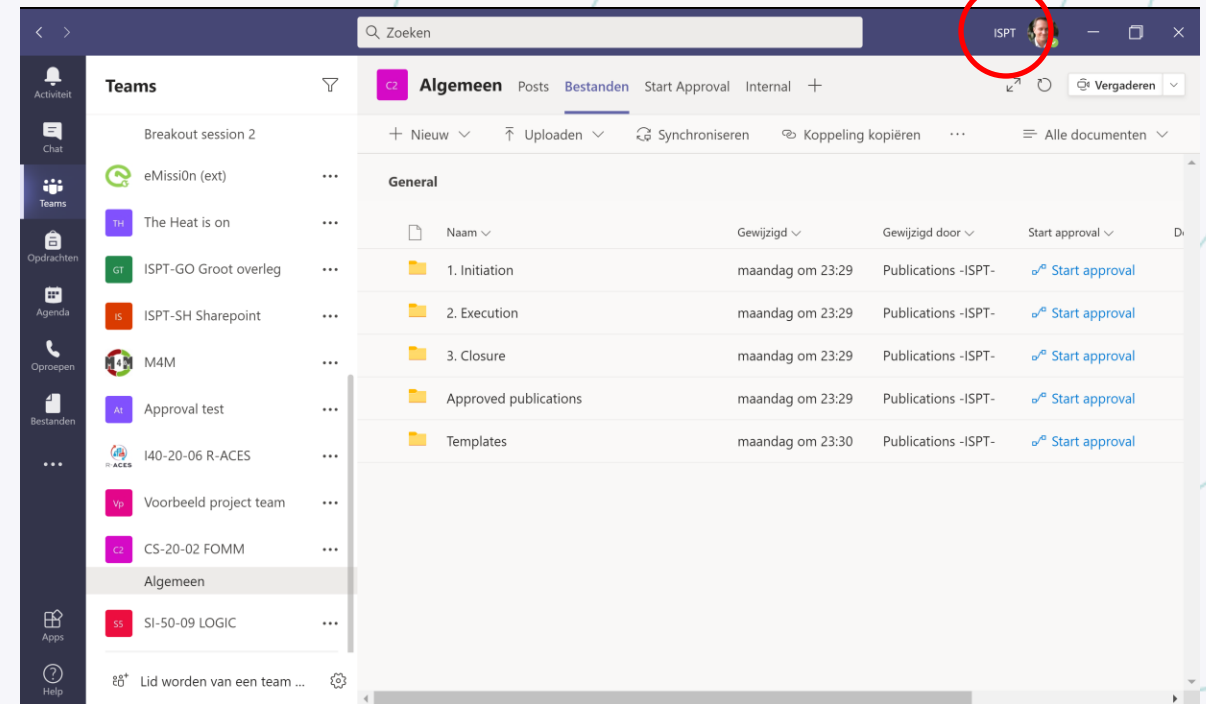 Zoeken
ISPT
Activiteit
Chat
Teams
Opdrachten
Agenda
Oproepen
Bestanden
Apps
Help
Teams
Breakout session 2
eMissi0n (ext)
TH The Heat is on
GT ISPT-GO Groot overleg
IS ISPT-SH Sharepoint
M4M M4M
At Approval test
R-ACES I40-20-06 R-ACES
Vp Voorbeeld project team
C2 CS-20-02 FOMM
Algemeen
SS SI-50-09 LOGIC
Lid worden van een team ...
C2 Algemeen Posts Bestanden Start Approval Internal Vergaderen
Nieuw Uploaden Synchroniseren Koppeling kopiëren ... Alle documenten
General
Naam Gewijzigd Gewijzigd door Start approval
1. Initiation maandag om 23:29 Publications -ISPT- Start approval
2. Execution maandag om 23:29 Publications -ISPT- Start approval
3. Closure maandag om 23:29 Publications -ISPT- Start approval
Approved publications maandag om 23:29 Publications -ISPT- Start approval
Templates maandag om 23:30 Publications -ISPT- Start approval